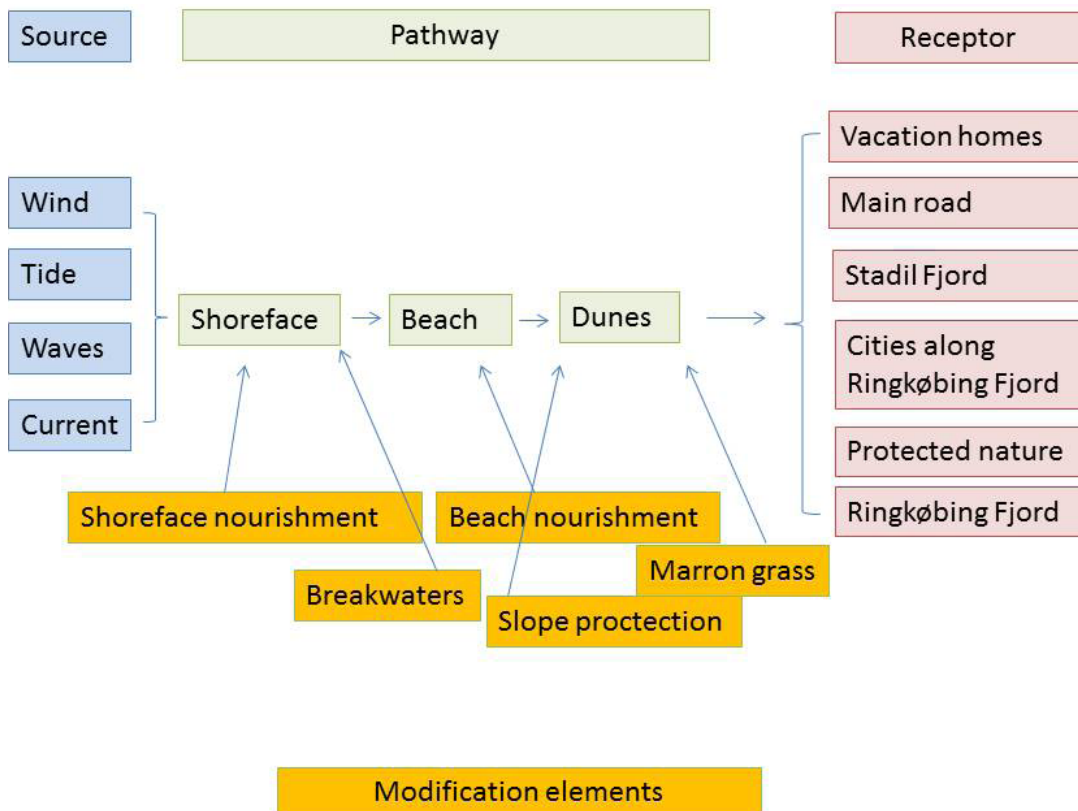 Source
Pathway
Receptor
Vacation homes
Wind
Main road
Tide
Stadil Fjord
Shoreface
Beach
Dunes
Waves
Cities along
Ringkøbing Fjord
Current
Protected nature
Shoreface nourishment
Beach nourishment
Ringkøbing Fjord
Marron grass
Breakwaters
Slope proctection
Modification elements